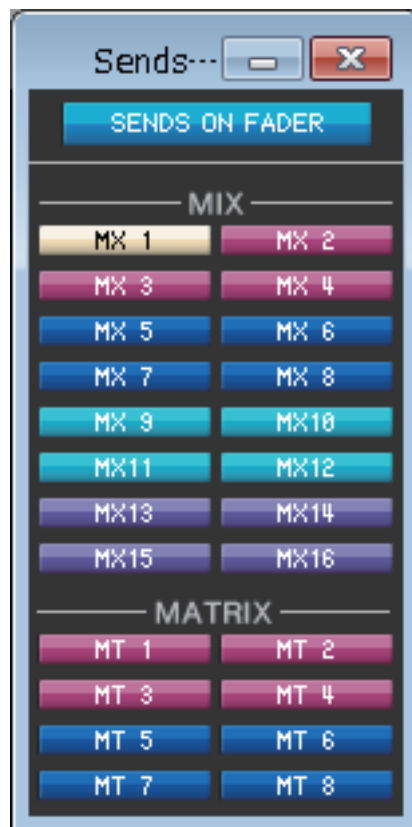 Sends···
SENDS ON FADER
MIX
MX 1 MX 2
MX 3 MX 4
MX 5 MX 6
MX 7 MX 8
MX 9 MX10
MX11 MX12
MX13 MX14
MX15 MX16
MATRIX
MT 1 MT 2
MT 3 MT 4
MT 5 MT 6
MT 7 MT 8